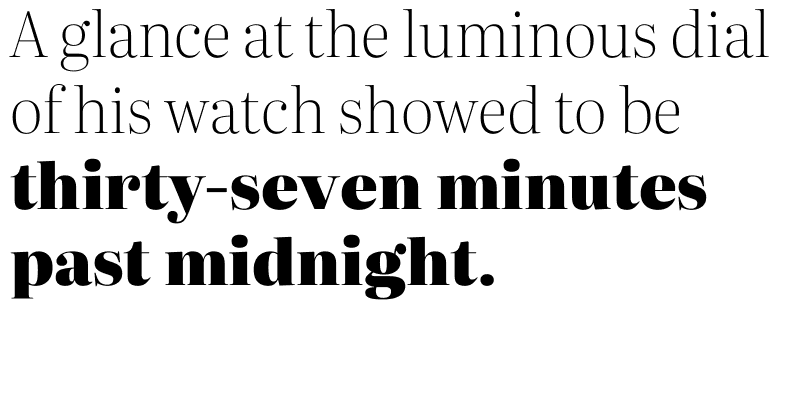 A glance at the luminous dial
of his watch showed to be
thirty-seven minutes
past midnight.